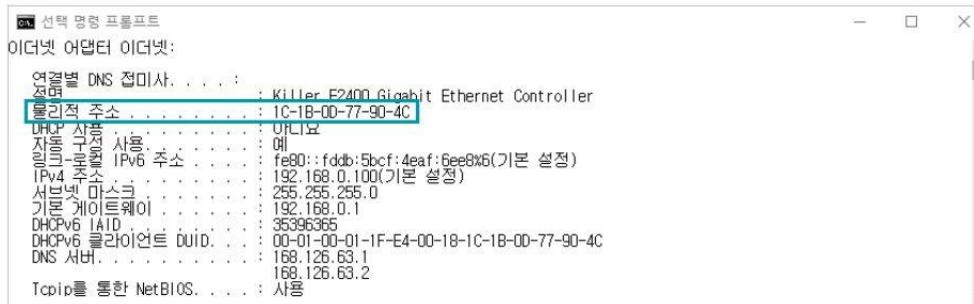 선택 명령 프롬프트
이더넷 어댑터 이더넷:
연결별 DNS 접미사. . . . :
설명 . . . . . . . . . . . . : Killer E2400 Gigabit Ethernet Controller
물리적 주소 . . . . . . . . : 1C-1B-0D-77-90-4C
DHCP 사용 . . . . . . . . . : 아니요
자동 구성 사용. . . . . . . : 예
링크-로컬 IPv6 주소 . . . . : fe80::fddb:5bcf:4eaf:6ee8%6(기본 설정)
IPv4 주소 . . . . . . . . . : 192.168.0.100(기본 설정)
서브넷 마스크 . . . . . . . : 255.255.255.0
기본 게이트웨이 . . . . . . : 192.168.0.1
DHCPv6 IAID . . . . . . . . : 35396365
DHCPv6 클라이언트 DUID. . . : 00-01-00-01-1F-E4-00-18-1C-1B-0D-77-90-4C
DNS 서버. . . . . . . . . . : 168.126.63.1
168.126.63.2
Tcpip를 통한 NetBIOS. . . . : 사용